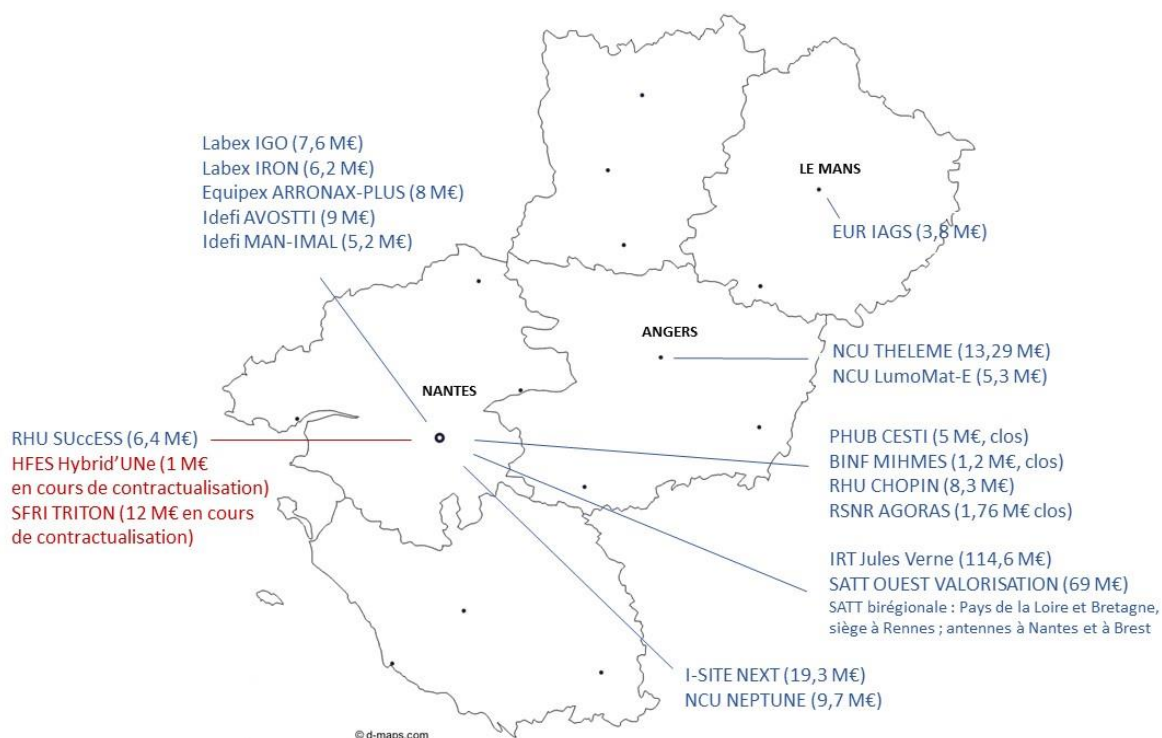 Labex IGO (7,6 M€)
Labex IRON (6,2 M€)
Equipex ARRONAX-PLUS (8 M€)
Idefi AVOSTTI (9 M€)
Idefi MAN-IMAL (5,2 M€)
LE MANS
EUR IAGS (3,8 M€)
ANGERS
NCU THELEME (13,29 M€)
NCU LumoMat-E (5,3 M€)
NANTES
RHU SUccESS (6,4 M€)
HFES Hybrid’UNe (1 M€
en cours de contractualisation)
SFRI TRITON (12 M€ en cours
de contractualisation)
PHUB CESTI (5 M€, clos)
BINF MIHMES (1,2 M€, clos)
RHU CHOPIN (8,3 M€)
RSNR AGORAS (1,76 M€ clos)
IRT Jules Verne (114,6 M€)
SATT OUEST VALORISATION (69 M€)
SATT birégionale : Pays de la Loire et Bretagne,
siège à Rennes ; antennes à Nantes et à Brest
I-SITE NEXT (19,3 M€)
NCU NEPTUNE (9,7 M€)
© d-maps.com